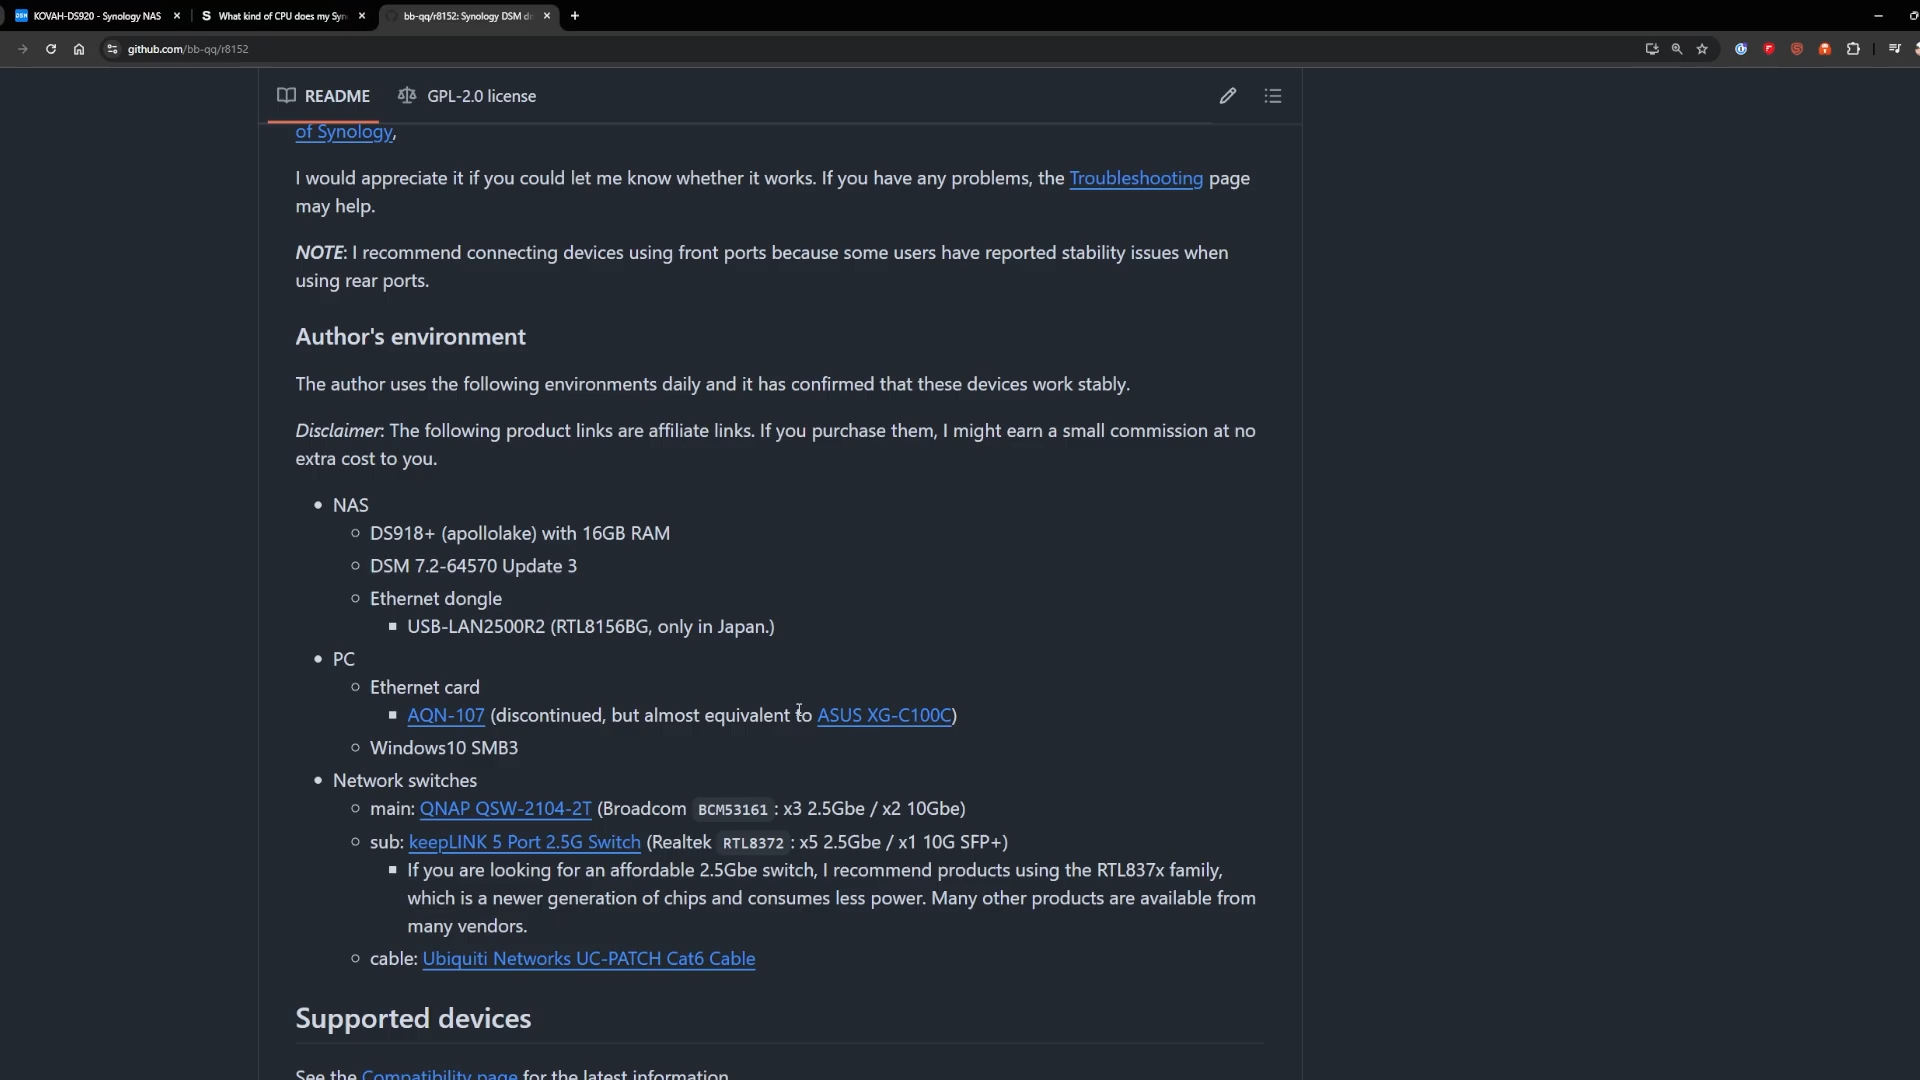 KOVAH-DS920 - Synology NAS
What kind of CPU does my Syn
bb-qq/r8152: Synology DSM d
github.com/bb-qq/r8152
README
GPL-2.0 license
of Synology,
I would appreciate it if you could let me know whether it works. If you have any problems, the Troubleshooting page
may help.
NOTE: I recommend connecting devices using front ports because some users have reported stability issues when
using rear ports.
Author's environment
The author uses the following environments daily and it has confirmed that these devices work stably.
Disclaimer: The following product links are affiliate links. If you purchase them, I might earn a small commission at no
extra cost to you.
NAS
DS918+ (apollolake) with 16GB RAM
DSM 7.2-64570 Update 3
Ethernet dongle
USB-LAN2500R2 (RTL8156BG, only in Japan.)
PC
Ethernet card
AQN-107 (discontinued, but almost equivalent to ASUS XG-C100C)
Windows10 SMB3
Network switches
main: QNAP QSW-2104-2T (Broadcom BCM53161 : x3 2.5Gbe / x2 10Gbe)
sub: keepLINK 5 Port 2.5G Switch (Realtek RTL8372 : x5 2.5Gbe / x1 10G SFP+)
If you are looking for an affordable 2.5Gbe switch, I recommend products using the RTL837x family,
which is a newer generation of chips and consumes less power. Many other products are available from
many vendors.
cable: Ubiquiti Networks UC-PATCH Cat6 Cable
Supported devices
See the Compatibility page for the latest information